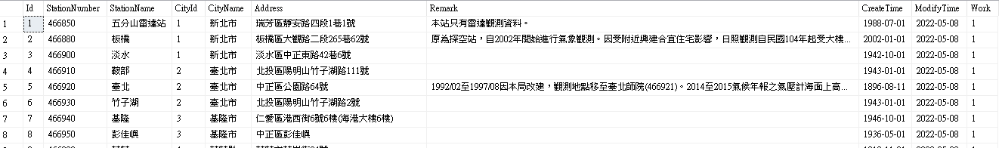 Id StationNumber StationName CityId CityName Address Remark CreateTime ModifyTime Work
1 1 466850 五分山雷達站 1 新北市 瑞芳區靜安路四段1巷1號 本站只有雷達觀測資料。 1988-07-01 2022-05-08 1
2 2 466880 板橋 1 新北市 板橋區大觀路二段265巷62號 原為探空站，自2002年開始進行氣象觀測。因受附近興建合宜住宅影響，日照觀測自民國104年起受大樓... 2002-01-01 2022-05-08 1
3 3 466900 淡水 1 新北市 淡水區中正東路42巷6號 1942-10-01 2022-05-08 1
4 4 466910 鞍部 2 臺北市 北投區陽明山竹子湖路111號 1943-01-01 2022-05-08 1
5 5 466920 臺北 2 臺北市 中正區公園路64號 1992/02至1997/08因本局改建，觀測地點移至臺北師院(466921)。2014至2015氣候年報之氣壓計海面上高... 1896-08-11 2022-05-08 1
6 6 466930 竹子湖 2 臺北市 北投區陽明山竹子湖路2號 1943-01-01 2022-05-08 1
7 7 466940 基隆 3 基隆市 仁愛區港西街6號6樓(海港大樓6樓) 1946-10-01 2022-05-08 1
8 8 466950 彭佳嶼 3 基隆市 中正區彭佳嶼 1936-05-01 2022-05-08 1